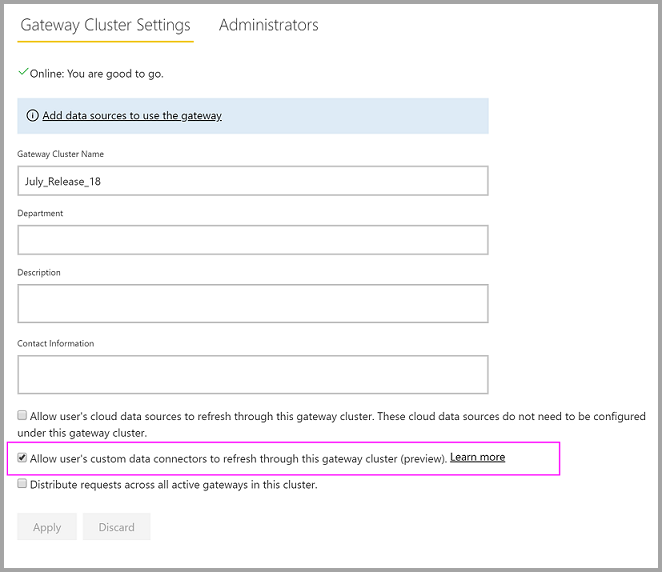 Gateway Cluster Settings Administrators
Online: You are good to go.
Add data sources to use the gateway
Gateway Cluster Name
July_Release_18
Department
Description
Contact Information
Allow user's cloud data sources to refresh through this gateway cluster. These cloud data sources do not need to be configured
under this gateway cluster.
Allow user's custom data connectors to refresh through this gateway cluster (preview). Learn more
Distribute requests across all active gateways in this cluster.
Apply Discard